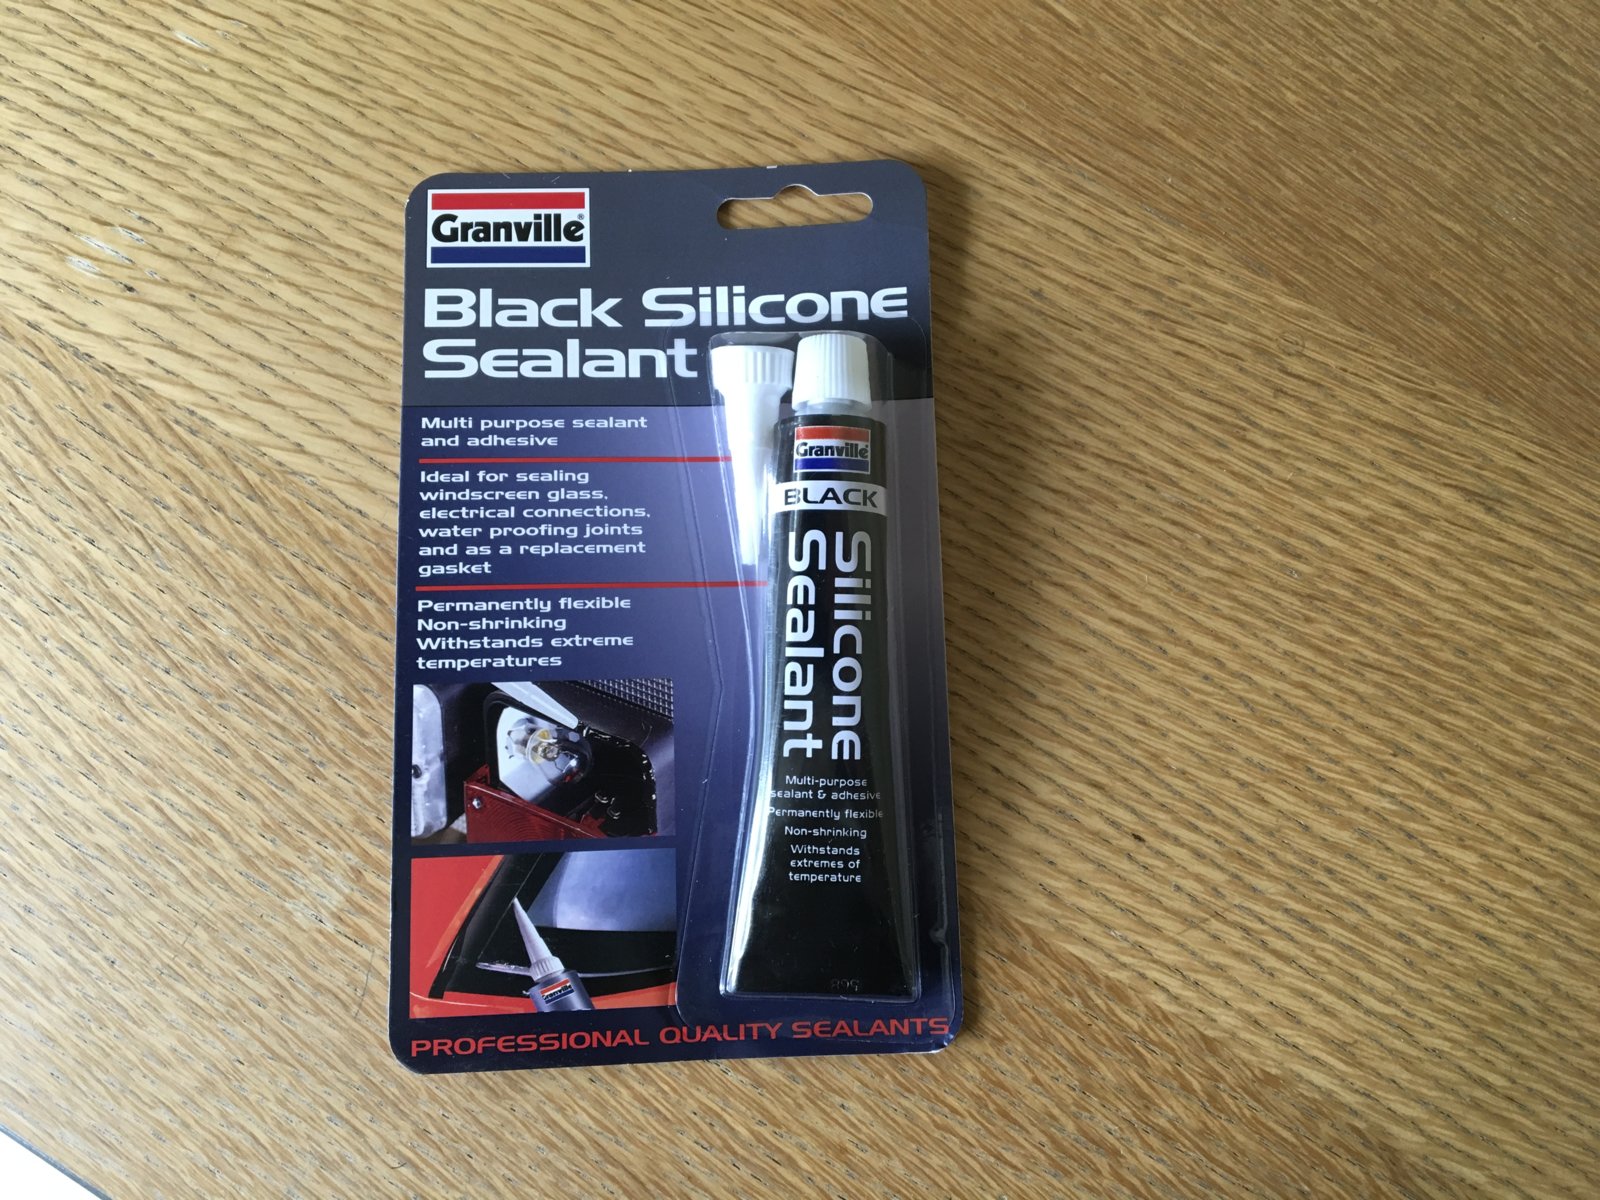 Granville®
Black Silicone
Sealant
Multi purpose sealant
and adhesive
Ideal for sealing
windscreen glass,
electrical connections,
water proofing joints
and as a replacement
gasket
Permanently flexible
Non-shrinking
Withstands extreme
temperatures
Granville
BLACK
Silicone
Sealant
Multi-purpose
sealant & adhesive
Permanently flexible
Non-shrinking
Withstands
extremes of
temperature
Granville
PROFESSIONAL QUALITY SEALANTS